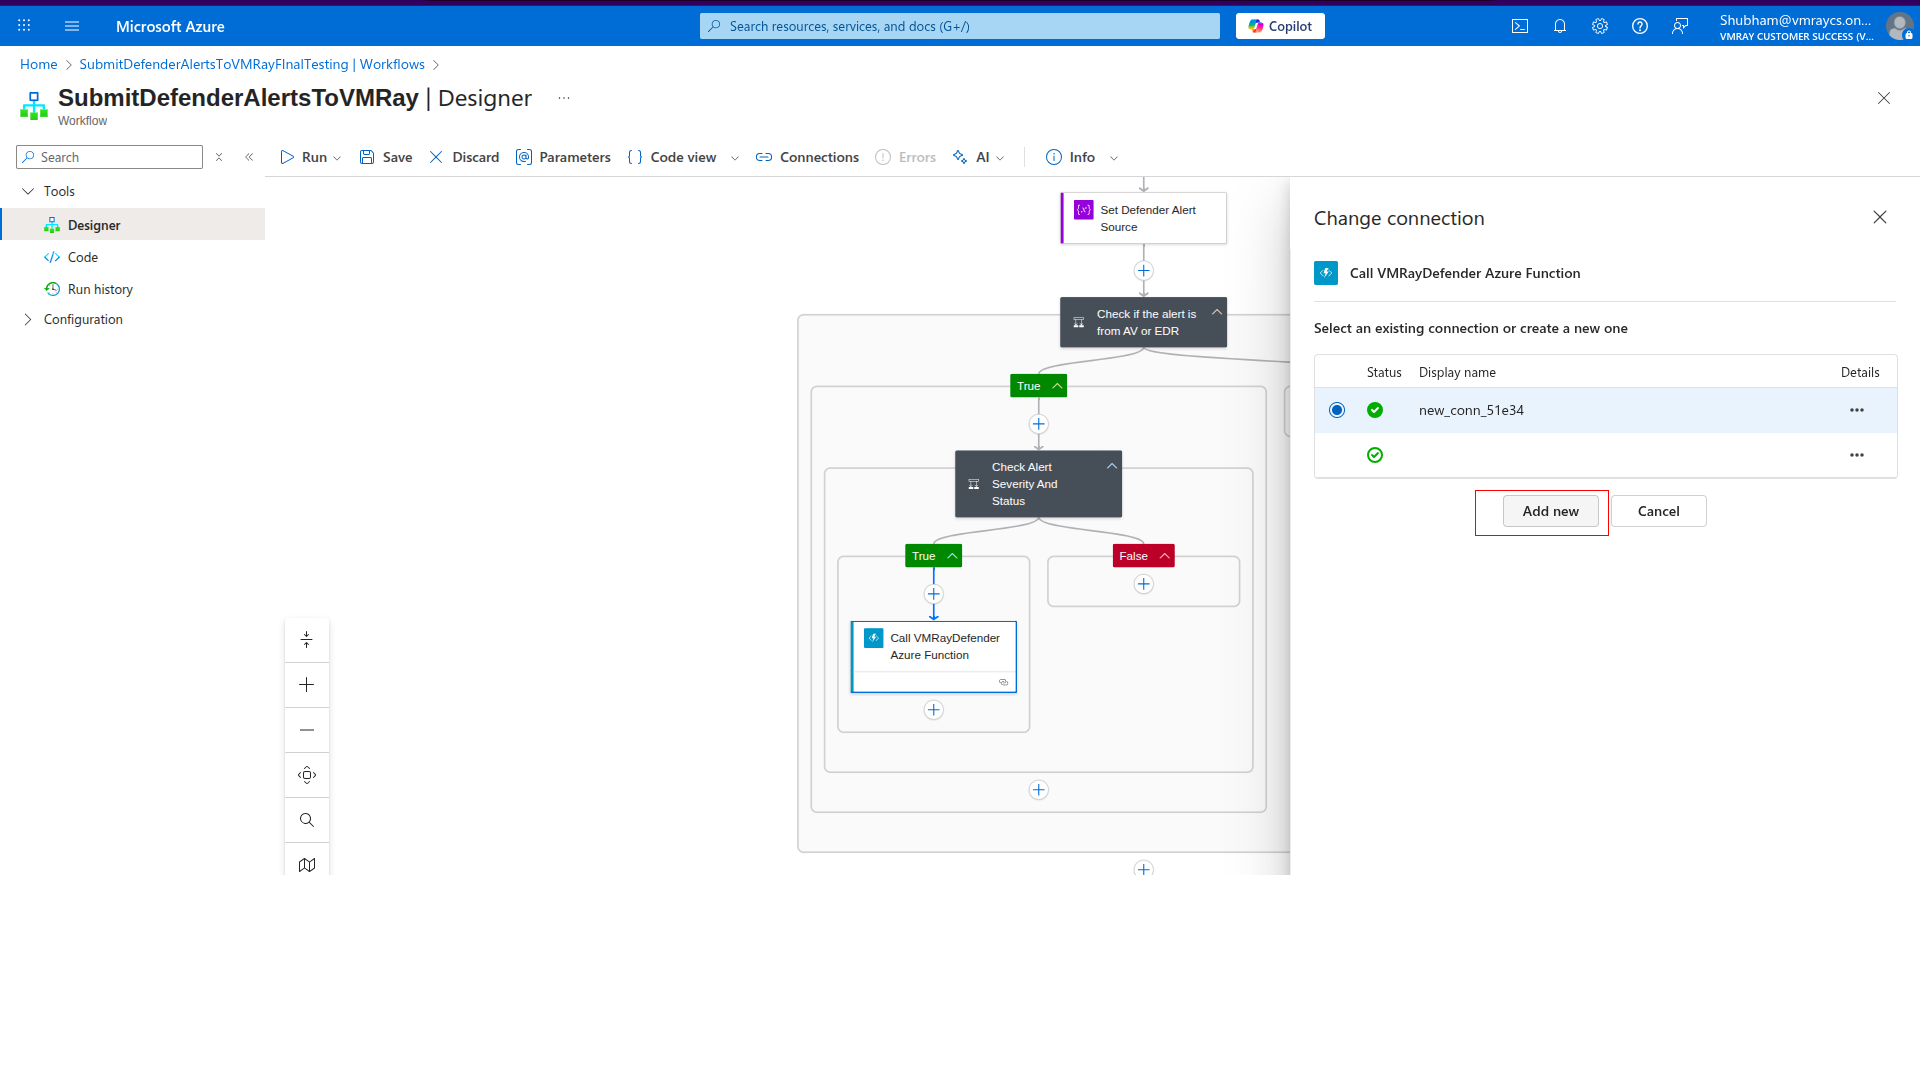 Microsoft Azure
Search resources, services, and docs (G+/)
Copilot
Shubham@vmraycs.on...
VMRAY CUSTOMER SUCCESS (V...
Home
SubmitDefenderAlertsToVMRayFInalTesting | Workflows
SubmitDefenderAlertsToVMRay | Designer
...
Workflow
Search
Run
Save
Discard
Parameters
Code view
Connections
Errors
AI
Info
Tools
Designer
Code
Run history
Configuration
Set Defender Alert
Source
Check if the alert is
from AV or EDR
True
Check Alert
Severity And
Status
True
False
Call VMRayDefender
Azure Function
Change connection
Call VMRayDefender Azure Function
Select an existing connection or create a new one
Status
Display name
Details
new_conn_51e34
Add new
Cancel